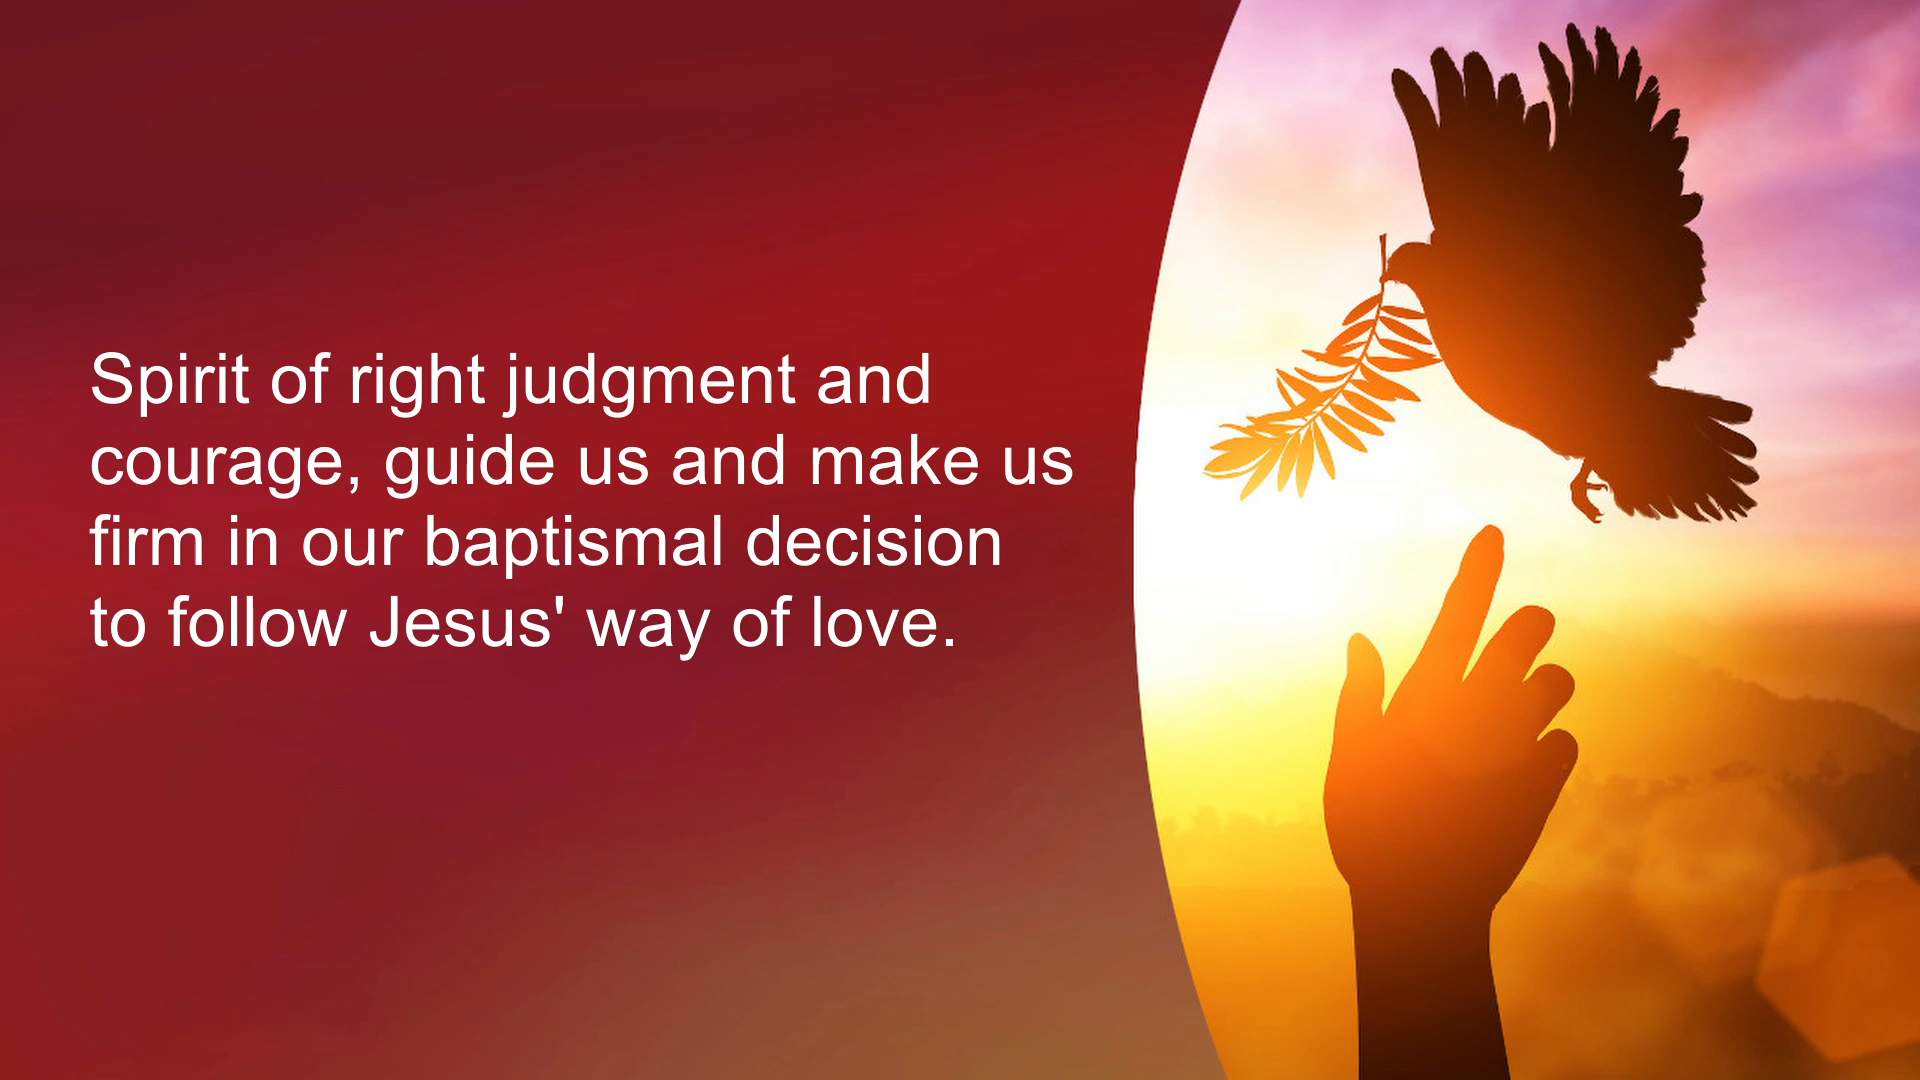 Spirit of right judgment and
courage, guide us and make us
firm in our baptismal decision
to follow Jesus' way of love.